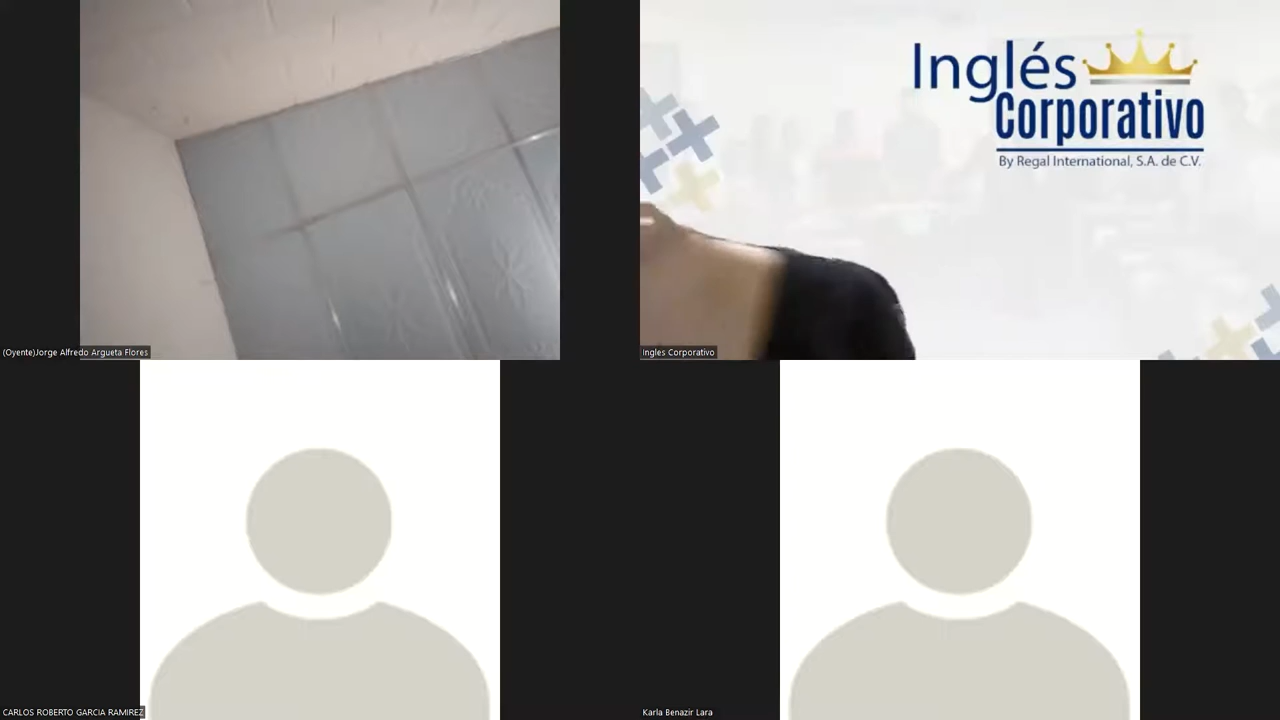 Inglés
Corporativo
By Regal International, S.A. de C.V.
(Oyente)Jorge Alfredo Argueta Flores
Ingles Corporativo
CARLOS ROBERTO GARCIA RAMIREZ
Karla Benazir Lara